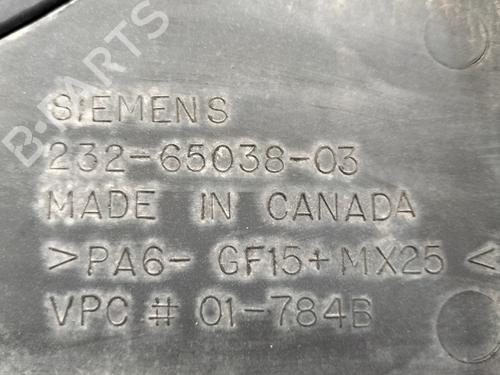 B-PARTS
SIEMENS
232-65038-03
MADE IN CANADA
>PA6- GF15+MX25<
VPC # 01-784B